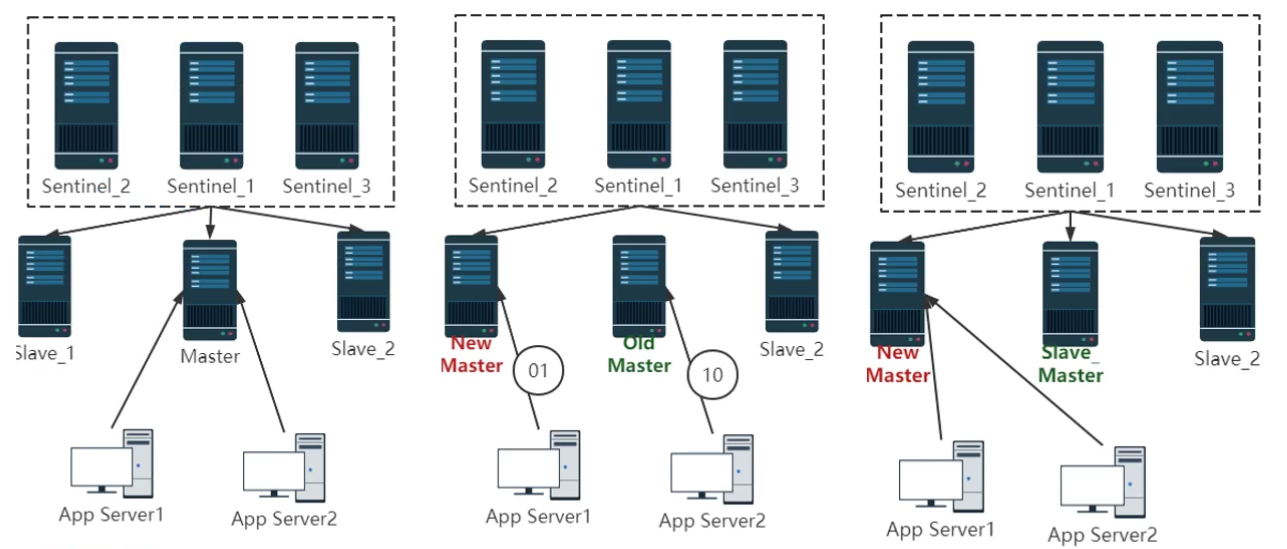 Sentinel_2
Sentinel_1
Sentinel_3
Slave_1
Master
Slave_2
App Server1
App Server2
Sentinel_2
Sentinel_1
Sentinel_3
New
Master
Old
Master
Slave_2
01
10
App Server1
App Server2
Sentinel_2
Sentinel_1
Sentinel_3
New
Master
Slave_
Master
Slave_2
App Server1
App Server2